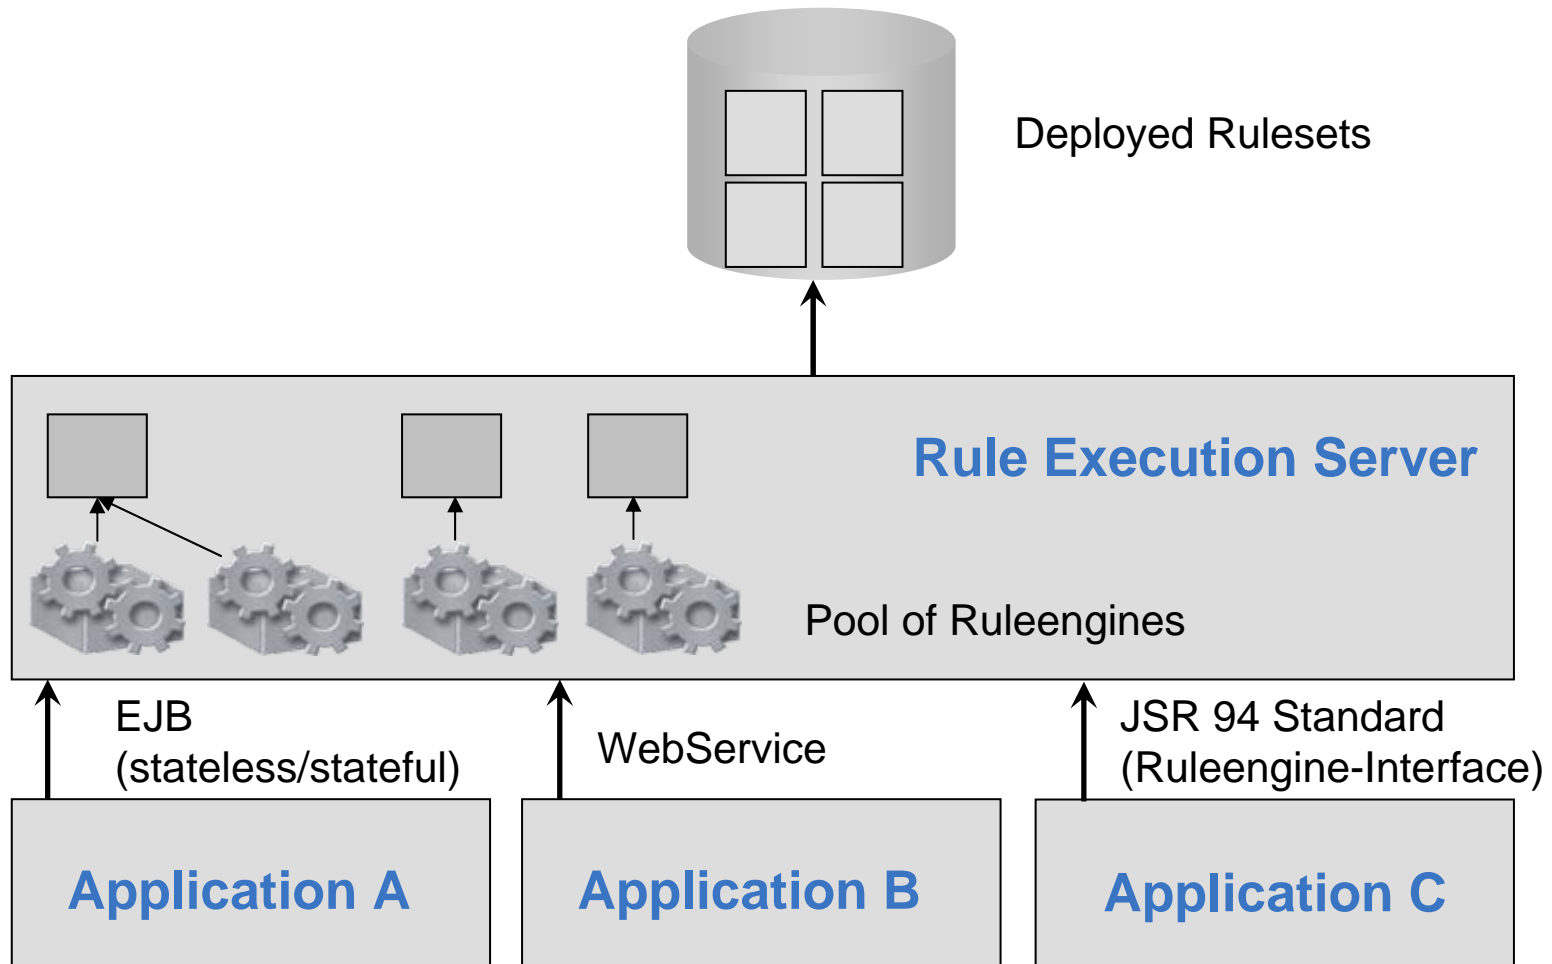 Deployed Rulesets
Rule Execution Server
Pool of Ruleengines
EJB
(stateless/stateful)
WebService
JSR 94 Standard
(Ruleengine-Interface)
Application A
Application B
Application C